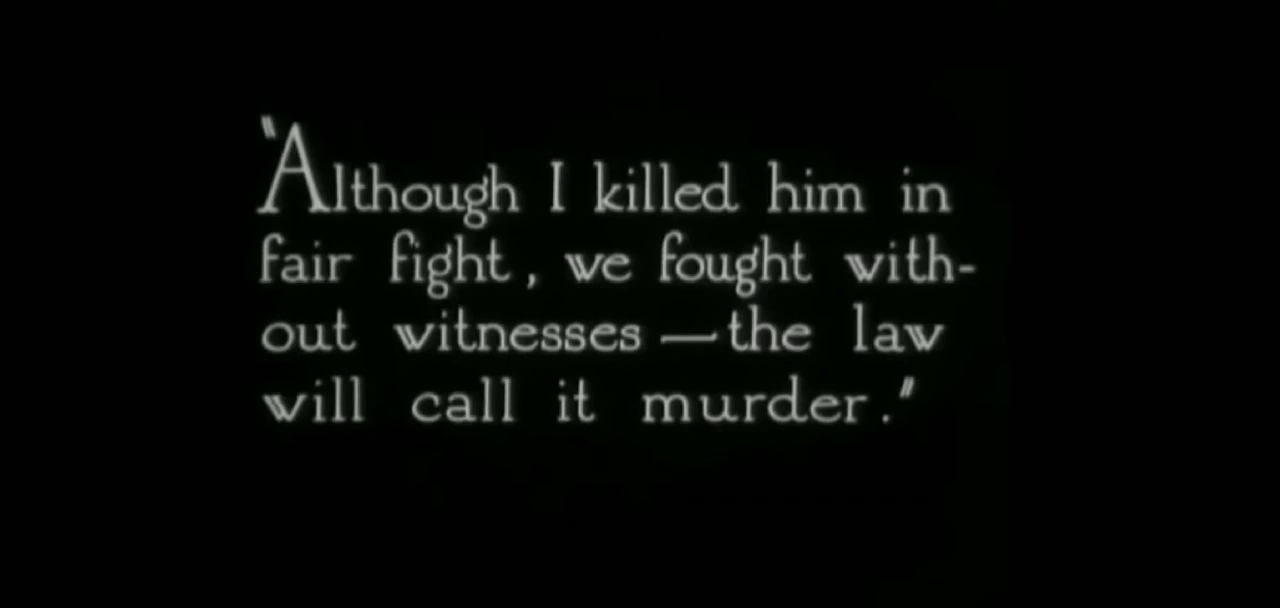 "Although I killed him in
fair fight, we fought with-
out witnesses — the law
will call it murder."